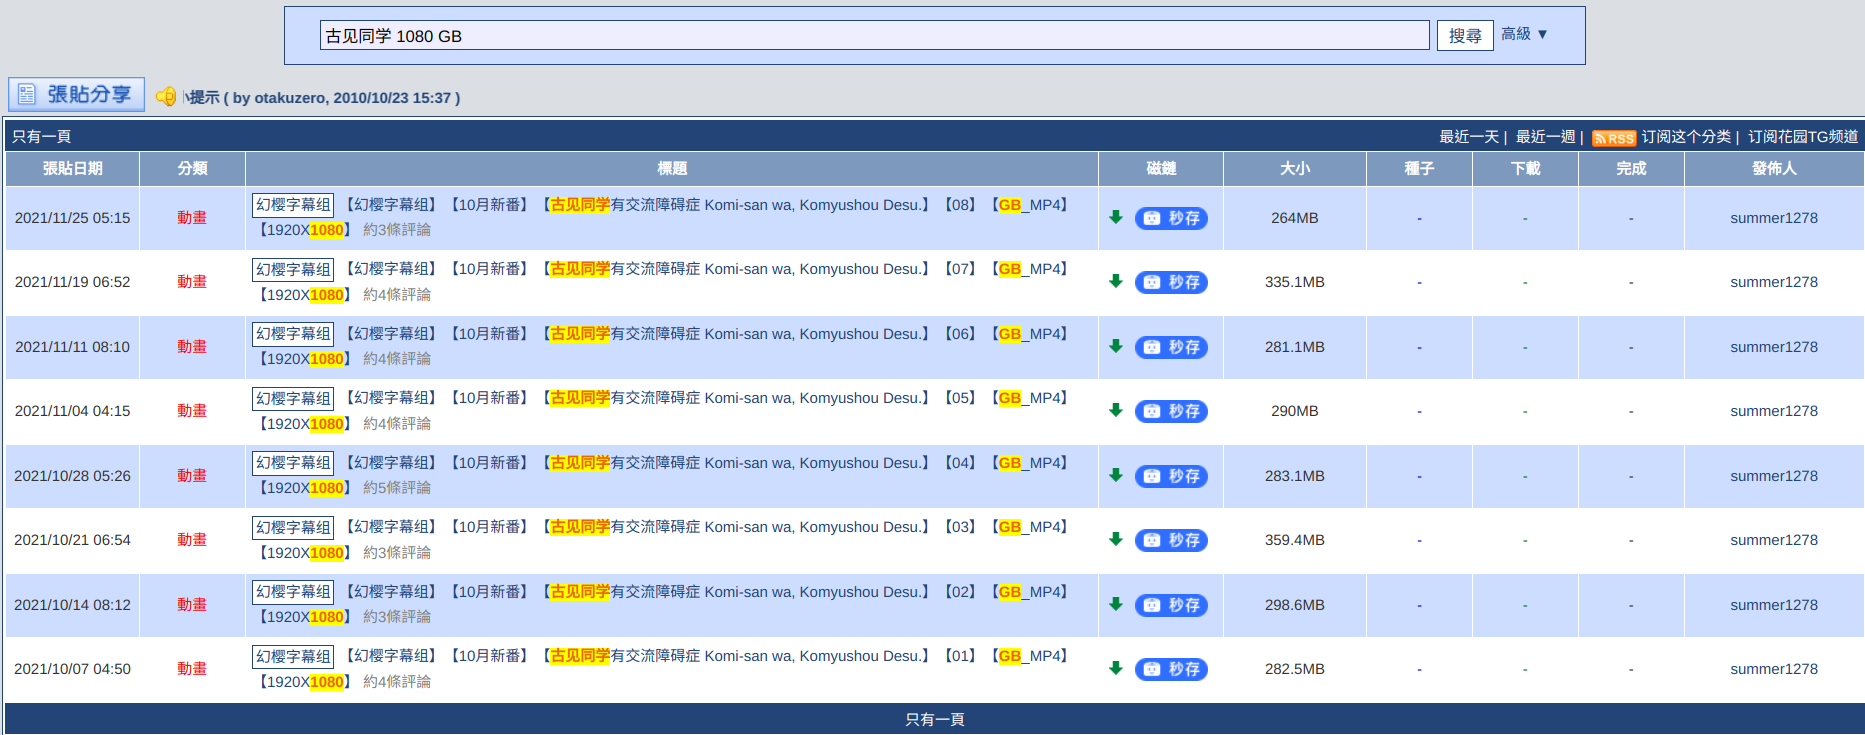 古见同学 1080 GB
搜尋
高級 ▼
張貼分享
小提示 ( by otakuzero, 2010/10/23 15:37 )
只有一頁
最近一天 | 最近一週 | RSS 订阅这个分类 | 订阅花园TG频道
張貼日期 分類 標題 磁鏈 大小 種子 下載 完成 發佈人
2021/11/25 05:15 動畫 幻樱字幕组 【幻樱字幕组】【10月新番】【古见同学有交流障碍症 Komi-san wa, Komyushou Desu.】【08】【GB_MP4】
【1920X1080】 約3條評論 秒存 264MB - - - summer1278
2021/11/19 06:52 動畫 幻樱字幕组 【幻樱字幕组】【10月新番】【古见同学有交流障碍症 Komi-san wa, Komyushou Desu.】【07】【GB_MP4】
【1920X1080】 約4條評論 秒存 335.1MB - - - summer1278
2021/11/11 08:10 動畫 幻樱字幕组 【幻樱字幕组】【10月新番】【古见同学有交流障碍症 Komi-san wa, Komyushou Desu.】【06】【GB_MP4】
【1920X1080】 約4條評論 秒存 281.1MB - - - summer1278
2021/11/04 04:15 動畫 幻樱字幕组 【幻樱字幕组】【10月新番】【古见同学有交流障碍症 Komi-san wa, Komyushou Desu.】【05】【GB_MP4】
【1920X1080】 約4條評論 秒存 290MB - - - summer1278
2021/10/28 05:26 動畫 幻樱字幕组 【幻樱字幕组】【10月新番】【古见同学有交流障碍症 Komi-san wa, Komyushou Desu.】【04】【GB_MP4】
【1920X1080】 約5條評論 秒存 283.1MB - - - summer1278
2021/10/21 06:54 動畫 幻樱字幕组 【幻樱字幕组】【10月新番】【古见同学有交流障碍症 Komi-san wa, Komyushou Desu.】【03】【GB_MP4】
【1920X1080】 約3條評論 秒存 359.4MB - - - summer1278
2021/10/14 08:12 動畫 幻樱字幕组 【幻樱字幕组】【10月新番】【古见同学有交流障碍症 Komi-san wa, Komyushou Desu.】【02】【GB_MP4】
【1920X1080】 約3條評論 秒存 298.6MB - - - summer1278
2021/10/07 04:50 動畫 幻樱字幕组 【幻樱字幕组】【10月新番】【古见同学有交流障碍症 Komi-san wa, Komyushou Desu.】【01】【GB_MP4】
【1920X1080】 約4條評論 秒存 282.5MB - - - summer1278
只有一頁